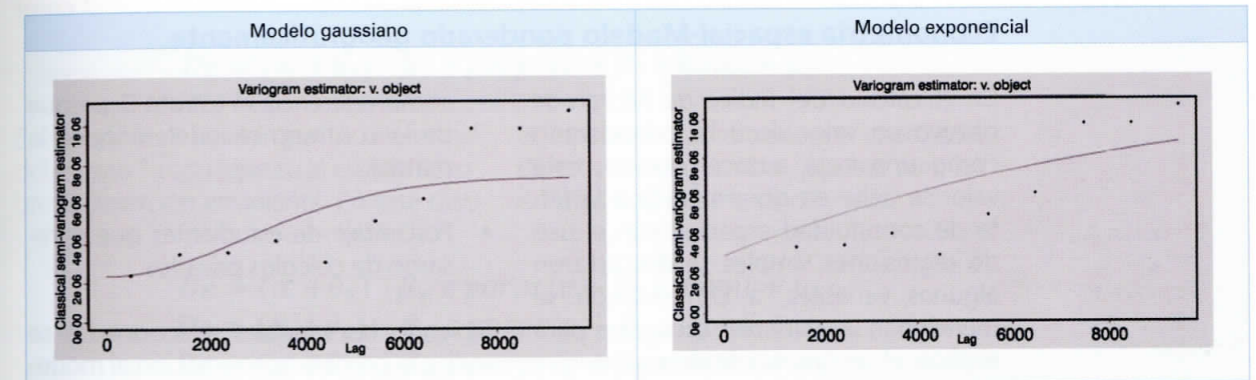 Modelo gaussiano
Variogram estimator: v. object
Classical semi-variogram estimator
0e 00 2e 06 4e 06 6e 06 8e 06 1e 06
0 2000 4000 6000 8000
Lag
Modelo exponencial
Variogram estimator: v. object
Classical semi-variogram estimator
0e 00 2e 06 4e 06 6e 06 8e 06 1e 06
0 2000 4000 6000 8000
Lag